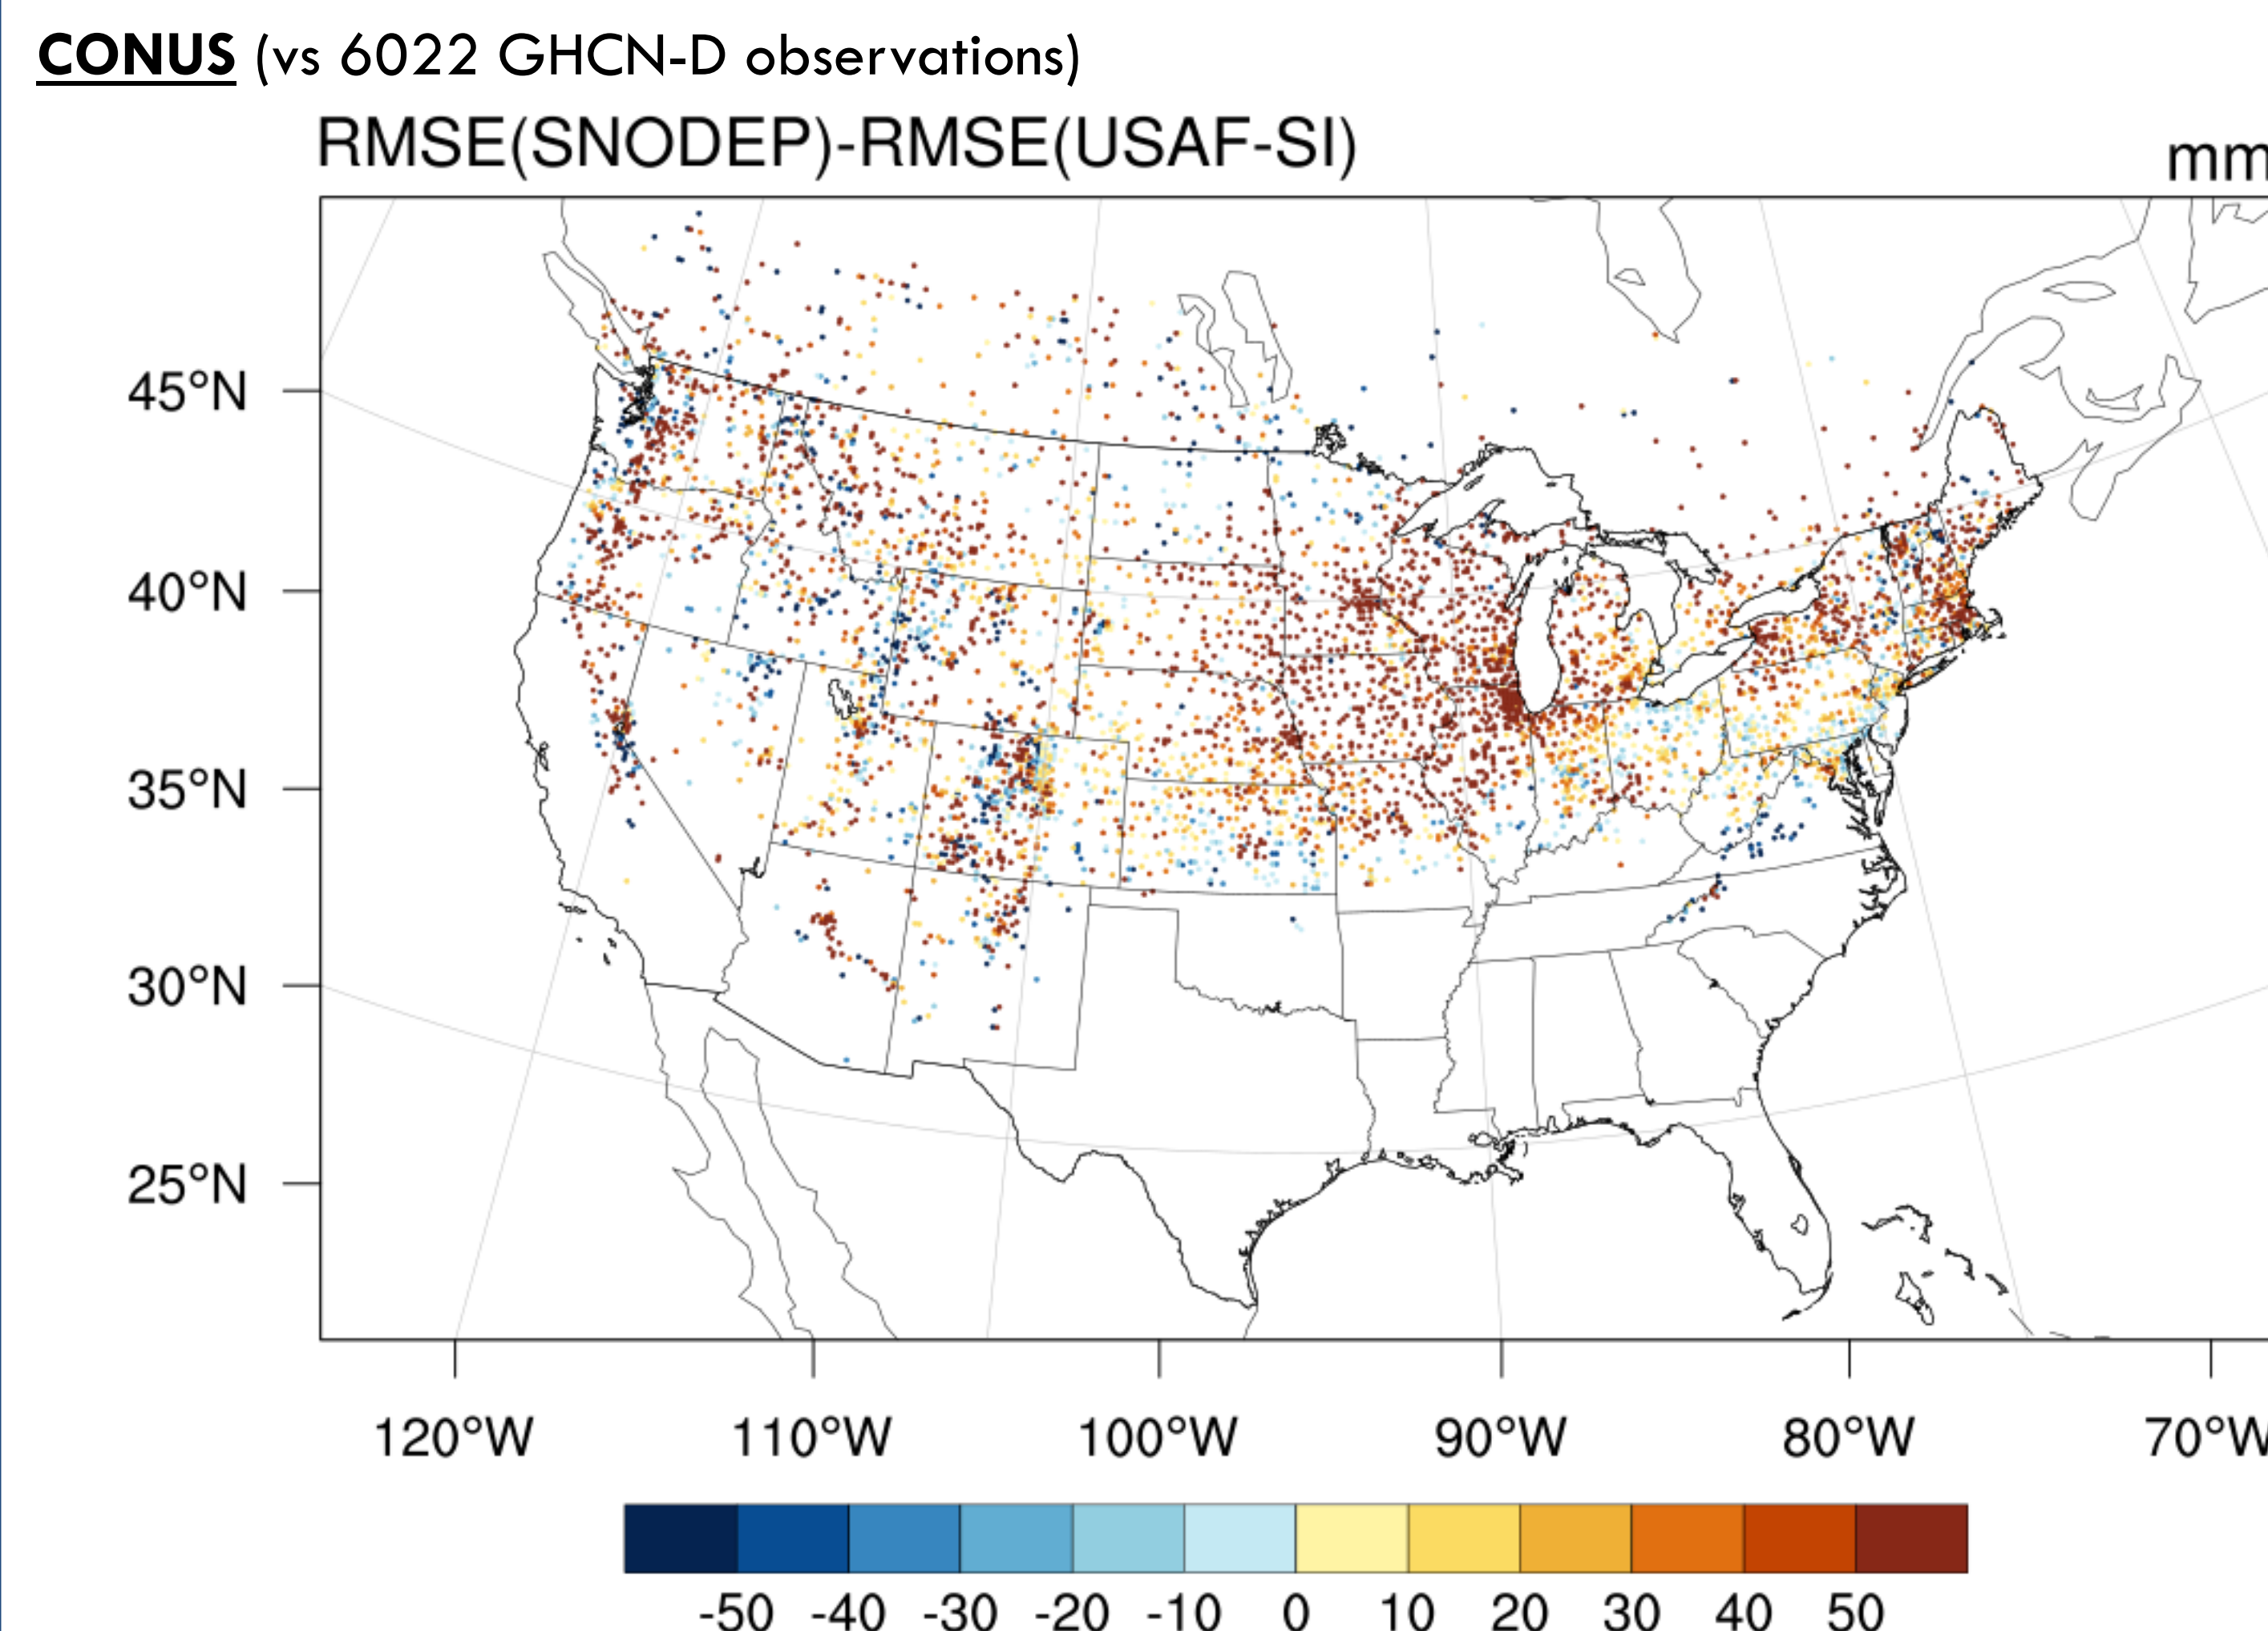 CONUS (vs 6022 GHCN-D observations)
RMSE(SNODEP)-RMSE(USAF-SI)
mm
45°N
40°N
35°N
30°N
25°N
120°W 110°W 100°W 90°W 80°W 70°W
-50 -40 -30 -20 -10 0 10 20 30 40 50